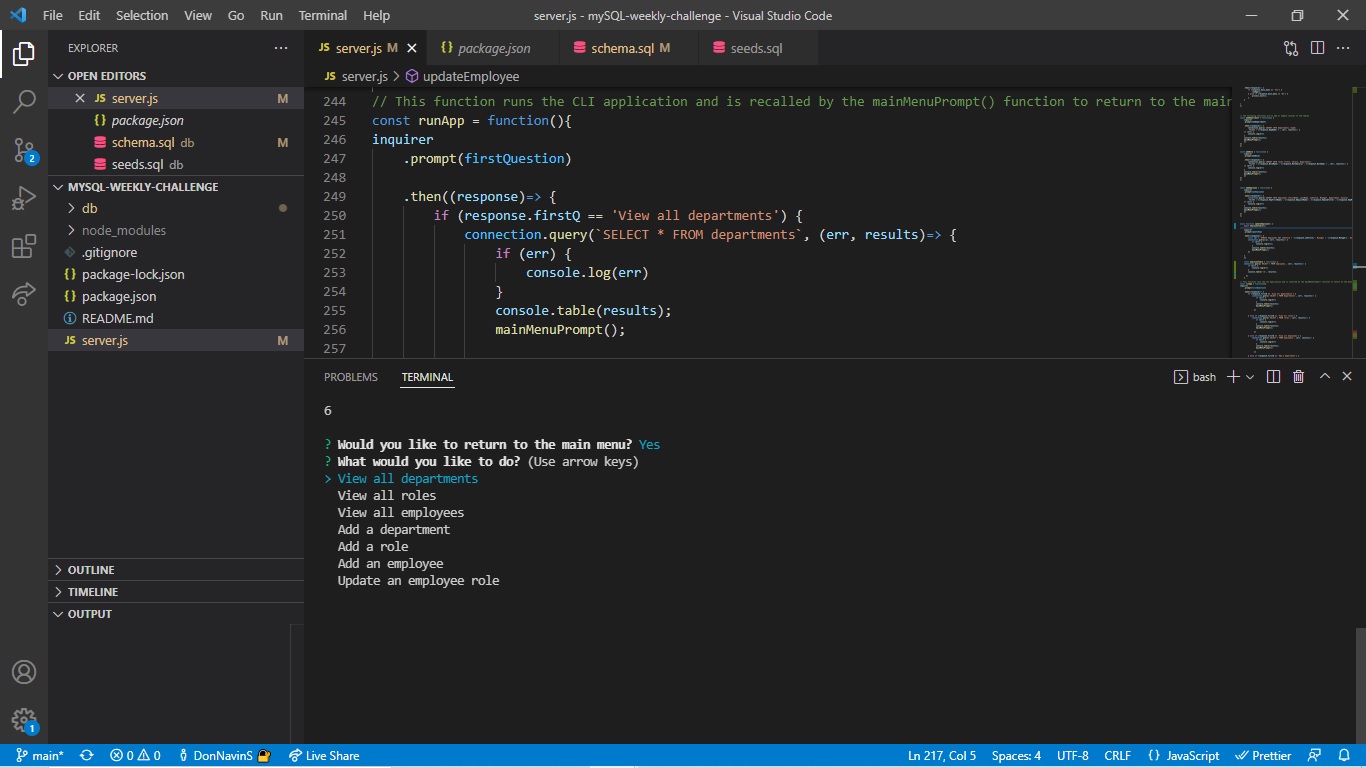 File Edit Selection View Go Run Terminal Help
server.js - mySQL-weekly-challenge - Visual Studio Code
EXPLORER
OPEN EDITORS
JS server.js M
{} package.json
schema.sql db M
seeds.sql db
MYSQL-WEEKLY-CHALLENGE
db
node_modules
.gitignore
{} package-lock.json
{} package.json
README.md
JS server.js M
OUTLINE
TIMELINE
OUTPUT
2
1
JS server.js M
{} package.json
schema.sql M
seeds.sql
JS server.js > updateEmployee
244 // This function runs the CLI application and is recalled by the mainMenuPrompt() function to return to the main
245 const runApp = function(){
246 inquirer
247 .prompt(firstQuestion)
248
249 .then((response)=> {
250 if (response.firstQ == 'View all departments') {
251 connection.query(`SELECT * FROM departments`, (err, results)=> {
252 if (err) {
253 console.log(err)
254 }
255 console.table(results);
256 mainMenuPrompt();
257
PROBLEMS TERMINAL
bash
6
? Would you like to return to the main menu? Yes
? What would you like to do? (Use arrow keys)
> View all departments
View all roles
View all employees
Add a department
Add a role
Add an employee
Update an employee role
main* 0 0 DonNavinS Live Share
Ln 217, Col 5 Spaces: 4 UTF-8 CRLF {} JavaScript Prettier